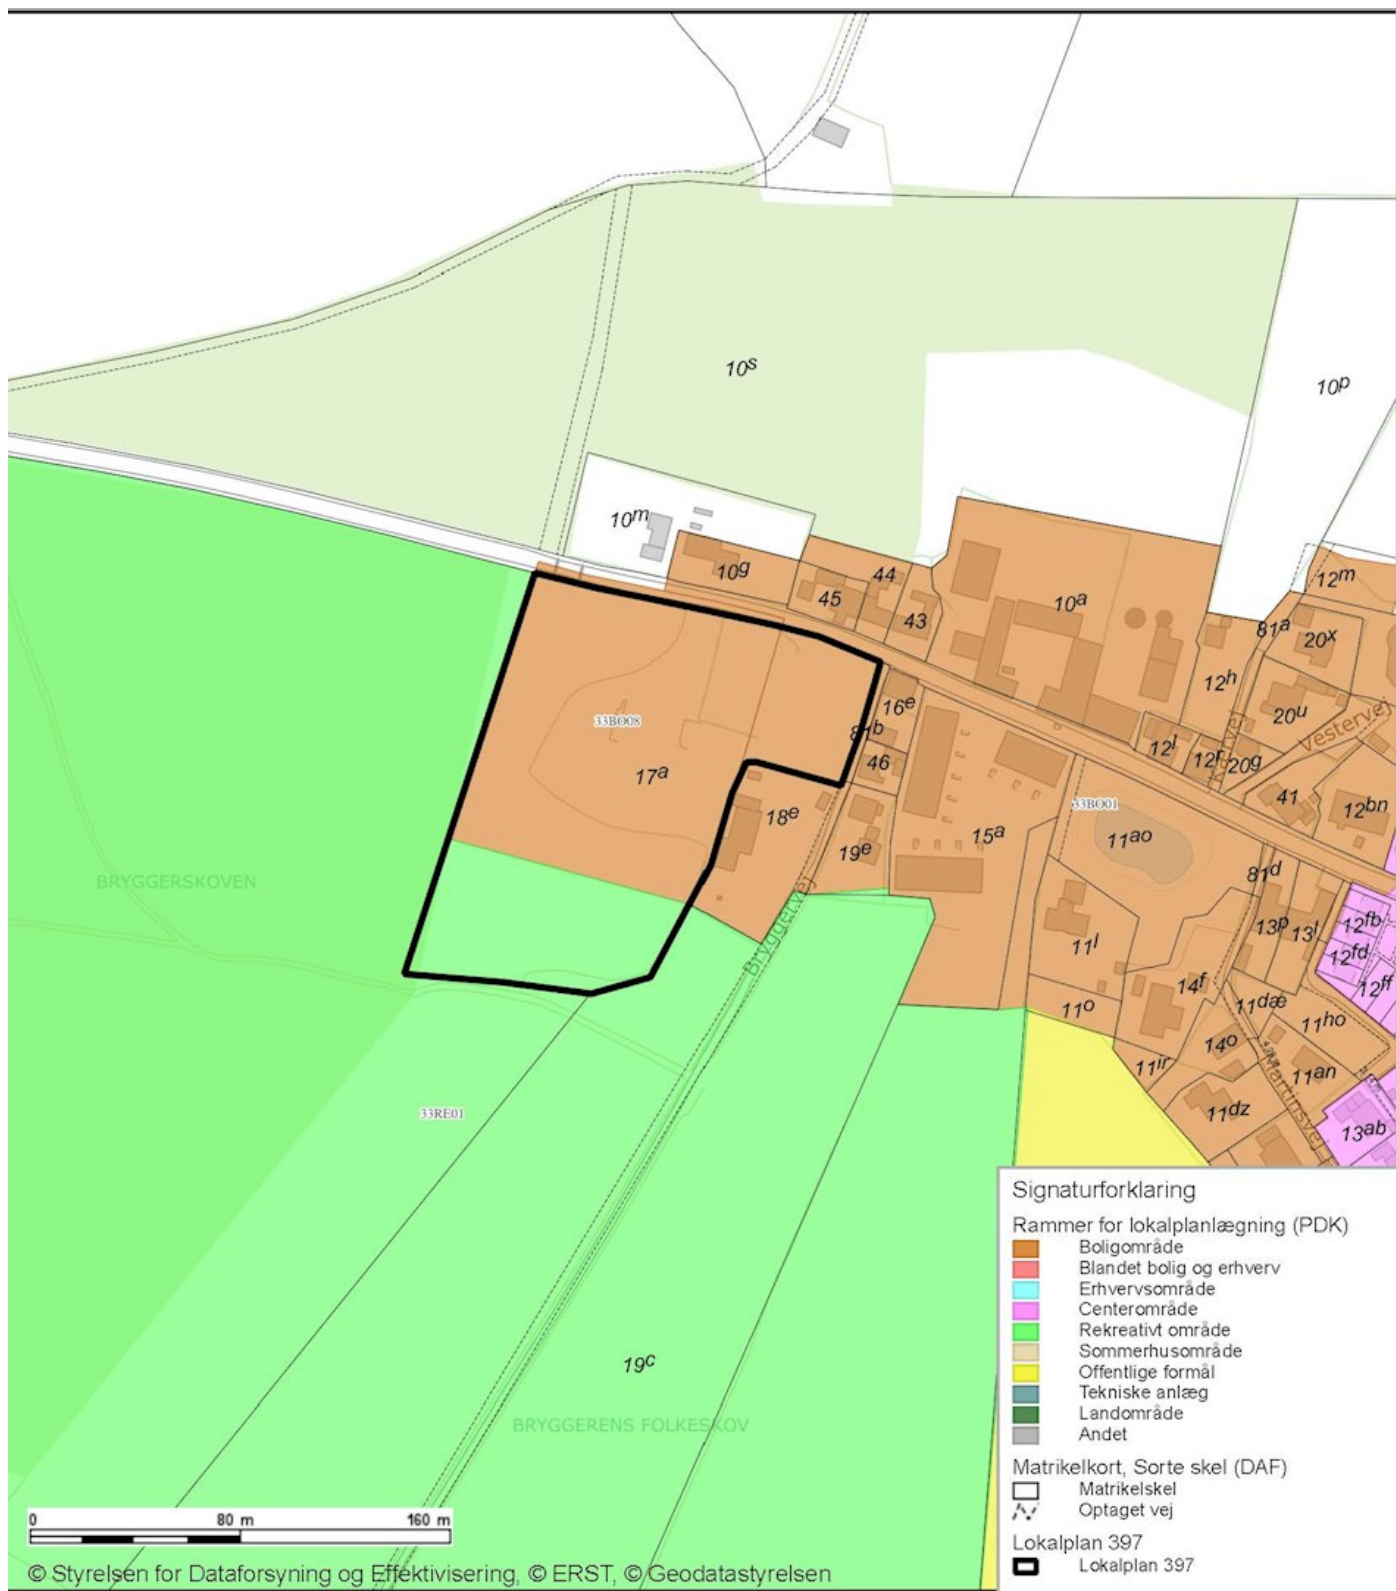 10s
10p
10m
10g
44
45
43
10a
12m
81a
20x
12h
20u
Vestervej
16e
81b
46
12l
12r
20g
41
12bn
33BO08
17a
33BO01
18e
15a
11ao
19e
81d
BRYGGERSKOVEN
12fb
13p
13l
12fd
11l
Bryggervej
14f
12ff
11dæ
11o
11ho
14o
11ir
11an
Martinsvej
11dz
33RE01
13ab
19c
BRYGGERENS FOLKESKOV
Signaturforklaring
Rammer for lokalplanlægning (PDK)
Boligområde
Blandet bolig og erhverv
Erhvervsområde
Centerområde
Rekreativt område
Sommerhusområde
Offentlige formål
Tekniske anlæg
Landområde
Andet
Matrikelkort, Sorte skel (DAF)
Matrikelskel
Optaget vej
Lokalplan 397
Lokalplan 397
0 80 m 160 m
© Styrelsen for Dataforsyning og Effektivisering, © ERST, © Geodatastyrelsen